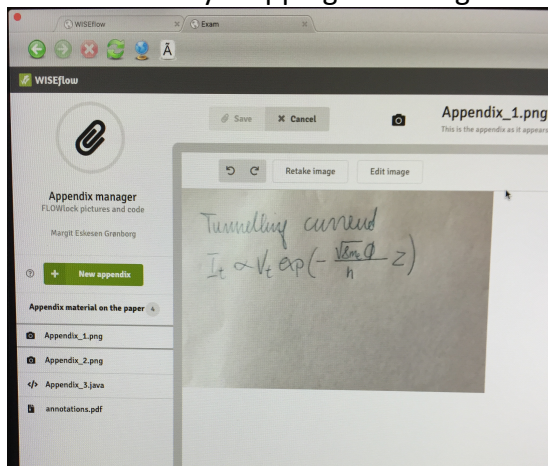 WISEflow
Exam
Ã
WISEflow
Save
Cancel
Appendix_1.png
This is the appendix as it appears
Retake image
Edit image
Appendix manager
FLOWlock pictures and code
Margit Eskesen Grønborg
New appendix
Appendix material on the paper 4
Appendix_1.png
Appendix_2.png
Appendix_3.java
annotations.pdf
Tunnelling current
I_t ∝ V_t exp(- √8m_e ϕ / ħ z)